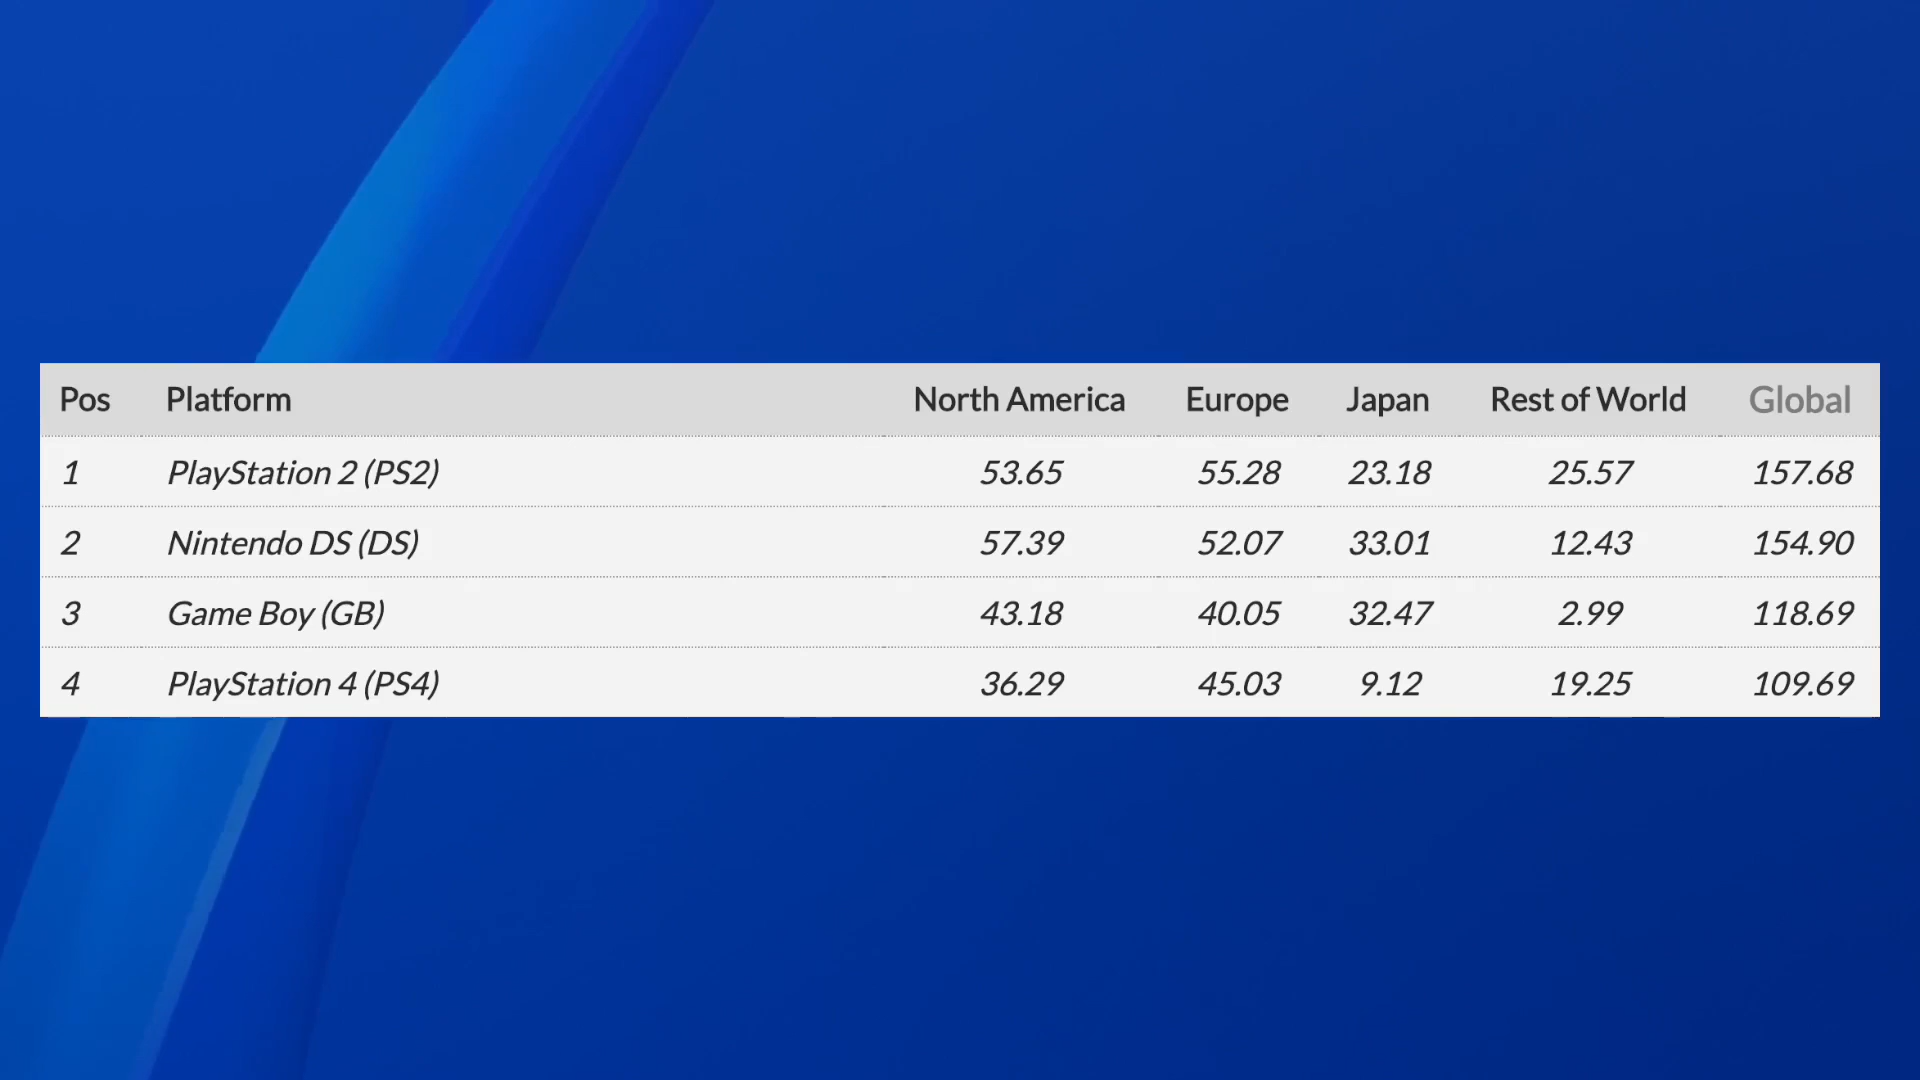 Pos Platform North America Europe Japan Rest of World Global
1 PlayStation 2 (PS2) 53.65 55.28 23.18 25.57 157.68
2 Nintendo DS (DS) 57.39 52.07 33.01 12.43 154.90
3 Game Boy (GB) 43.18 40.05 32.47 2.99 118.69
4 PlayStation 4 (PS4) 36.29 45.03 9.12 19.25 109.69